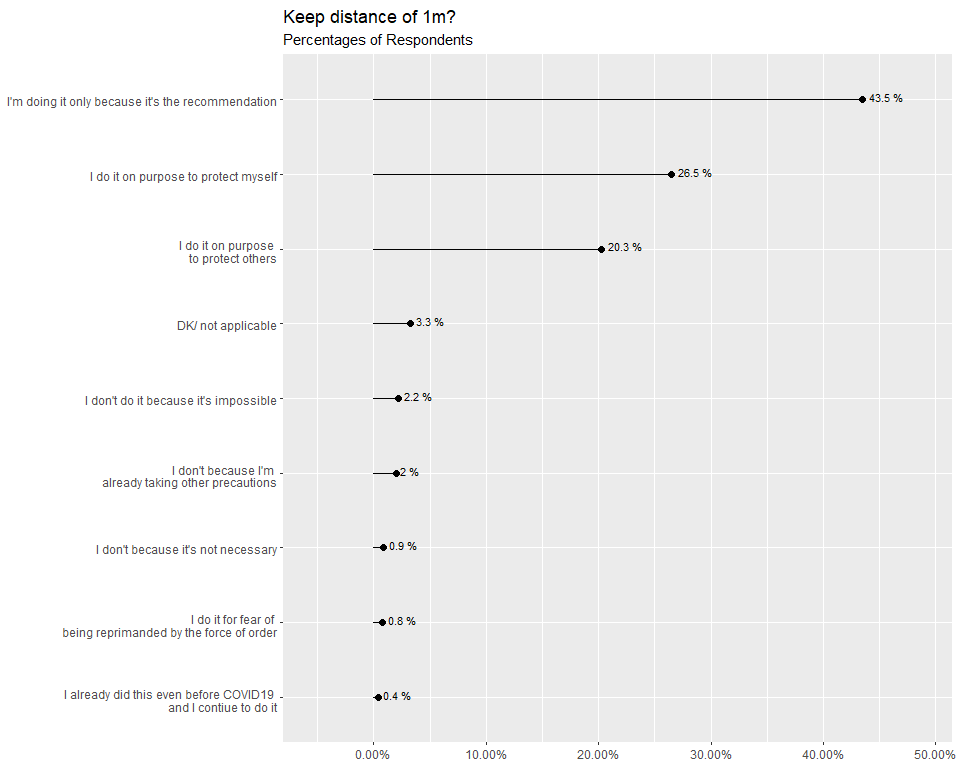 Keep distance of 1m?
Percentages of Respondents
I'm doing it only because it's the recommendation
43.5 %
I do it on purpose to protect myself
26.5 %
I do it on purpose
to protect others
20.3 %
DK/ not applicable
3.3 %
I don't do it because it's impossible
2.2 %
I don't because I'm
already taking other precautions
2 %
I don't because it's not necessary
0.9 %
I do it for fear of
being reprimanded by the force of order
0.8 %
I already did this even before COVID19
and I contiue to do it
0.4 %
0.00% 10.00% 20.00% 30.00% 40.00% 50.00%